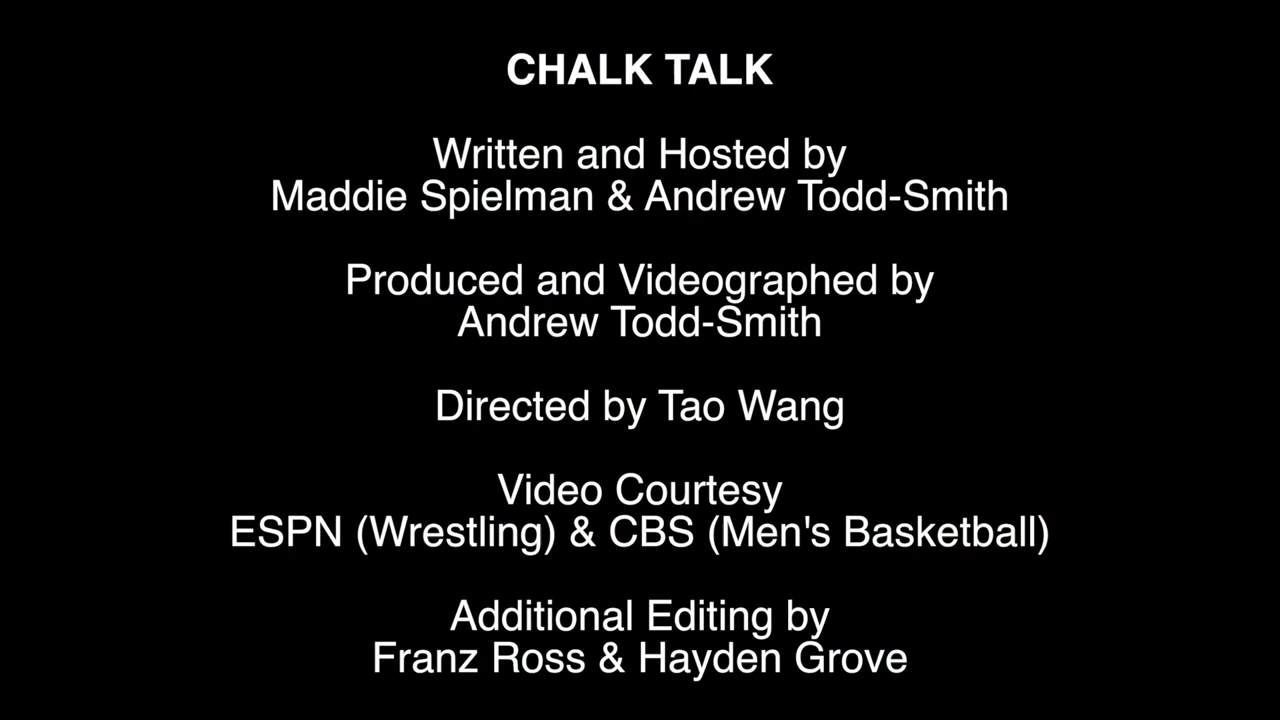 CHALK TALK
Written and Hosted by
Maddie Spielman & Andrew Todd-Smith
Produced and Videographed by
Andrew Todd-Smith
Directed by Tao Wang
Video Courtesy
ESPN (Wrestling) & CBS (Men's Basketball)
Additional Editing by
Franz Ross & Hayden Grove